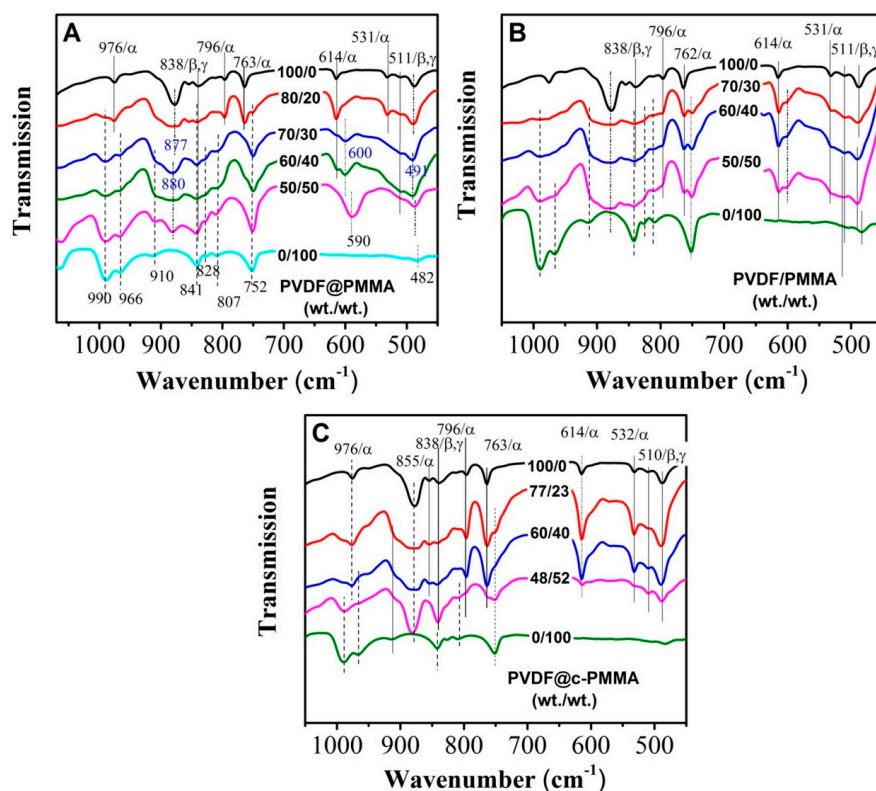 A
976/α
838/β,γ
796/α
763/α
614/α
531/α
511/β,γ
100/0
80/20
70/30
60/40
50/50
0/100
877
880
600
491
590
990
966
910
841
828
807
752
482
PVDF@PMMA
(wt./wt.)
Transmission
1000 900 800 700 600 500
Wavenumber (cm-1)
B
838/β,γ
796/α
762/α
614/α
531/α
511/β,γ
100/0
70/30
60/40
50/50
0/100
PVDF/PMMA
(wt./wt.)
Transmission
1000 900 800 700 600 500
Wavenumber (cm-1)
C
976/α
855/α
838/β,γ
796/α
763/α
614/α
532/α
510/β,γ
100/0
77/23
60/40
48/52
0/100
PVDF@c-PMMA
(wt./wt.)
Transmission
1000 900 800 700 600 500
Wavenumber (cm-1)